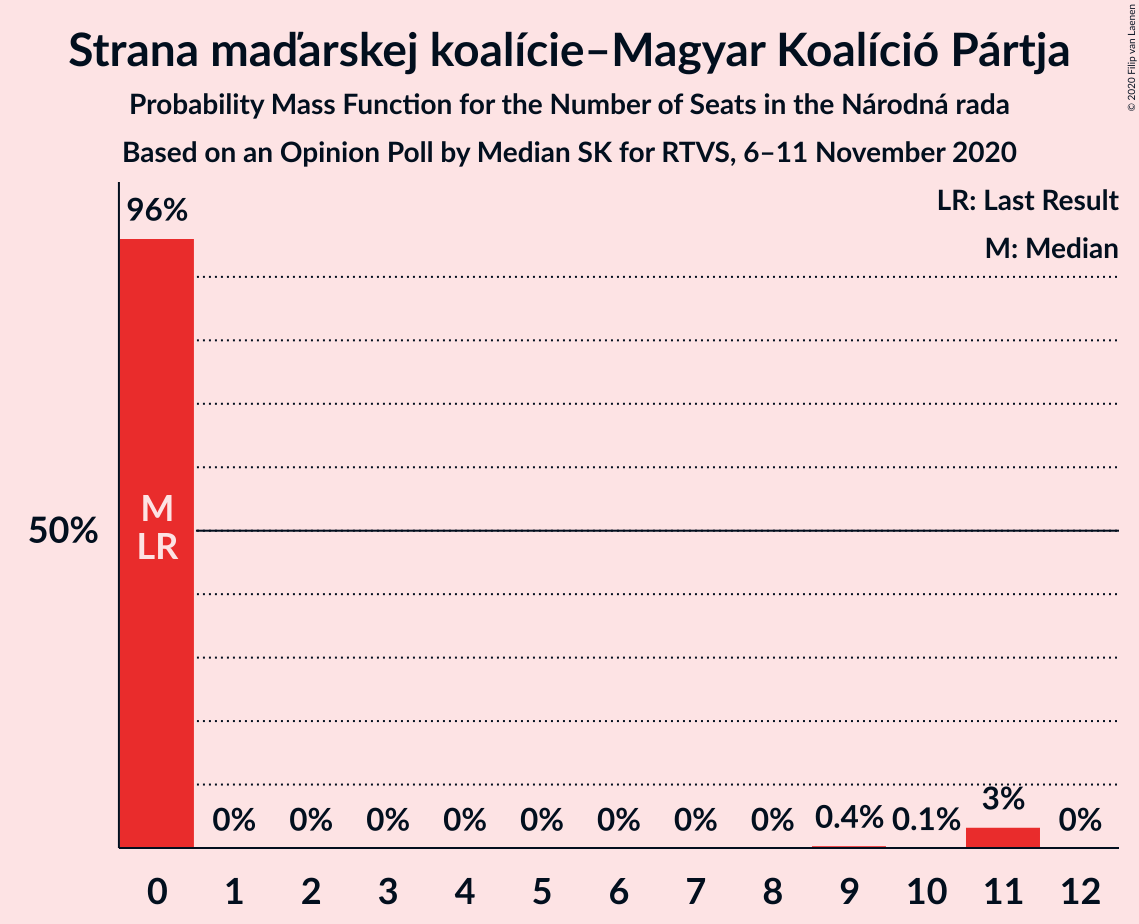 Strana maďarskej koalície–Magyar Koalíció Pártja
Probability Mass Function for the Number of Seats in the Národná rada
Based on an Opinion Poll by Median SK for RTVS, 6–11 November 2020
© 2020 Filip van Laenen
LR: Last Result
M: Median
96%
M
LR
50%
0% 0% 0% 0% 0% 0% 0% 0% 0.4% 0.1% 3% 0%
0 1 2 3 4 5 6 7 8 9 10 11 12